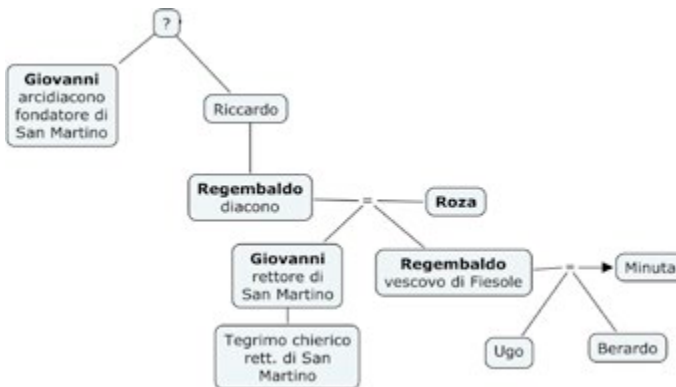 ?
Giovanni
arcidiacono
fondatore di
San Martino
Riccardo
Regembaldo
diacono
=
Roza
Giovanni
rettore di
San Martino
Regembaldo
vescovo di Fiesole
=
Minuta
Tegrimo chierico
rett. di San
Martino
Ugo
Berardo